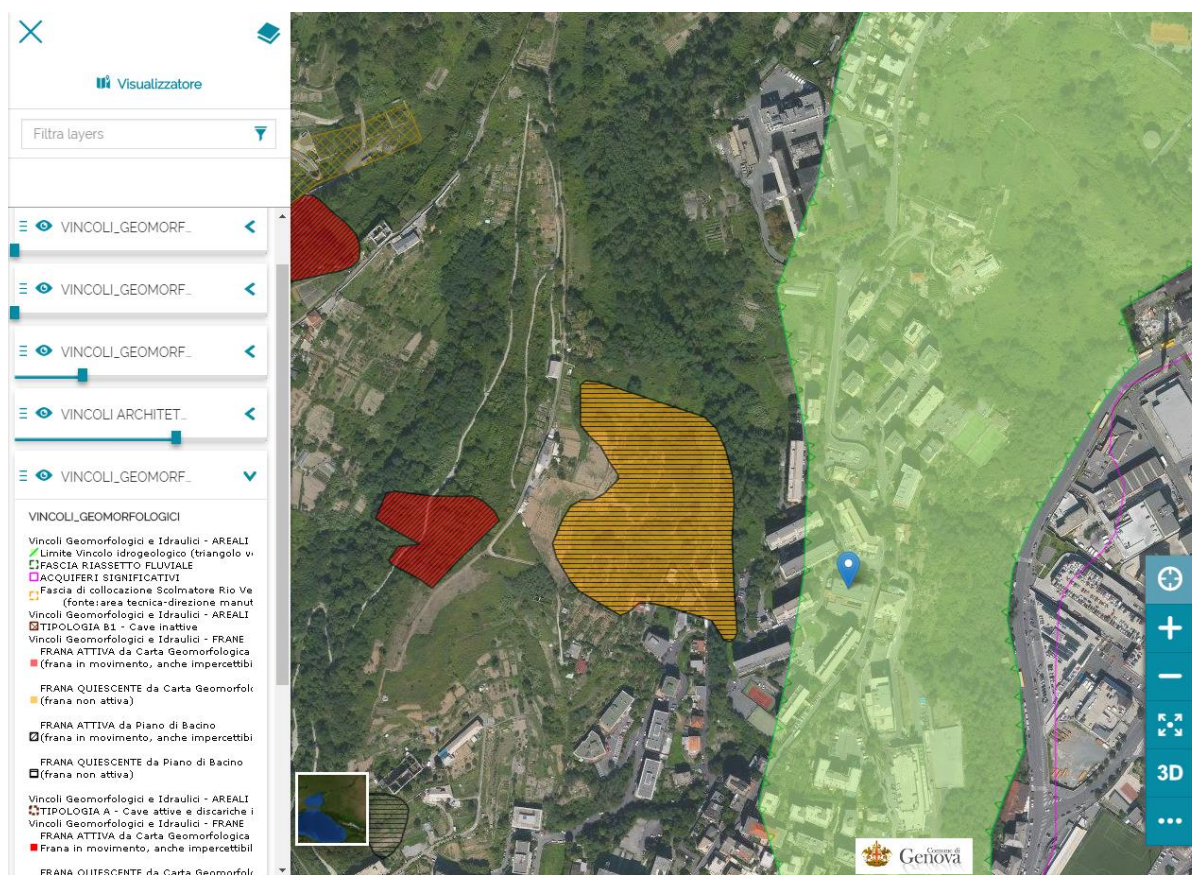 Visualizzatore
Filtra layers
VINCOLI_GEOMORF...
VINCOLI_GEOMORF...
VINCOLI_GEOMORF...
VINCOLI ARCHITET...
VINCOLI_GEOMORF...
VINCOLI_GEOMORFOLOGICI
Vincoli Geomorfologici e Idraulici - AREALI
Limite Vincolo idrogeologico (triangolo v
FASCIA RIASSETTO FLUVIALE
ACQUIFERI SIGNIFICATIVI
Fascia di collocazione Scolmatore Rio Ve
(fonte:area tecnica-direzione manut
Vincoli Geomorfologici e Idraulici - AREALI
TIPOLOGIA B1 - Cave inattive
Vincoli Geomorfologici e Idraulici - FRANE
FRANA ATTIVA da Carta Geomorfologica
(frana in movimento, anche impercettibi
FRANA QUIESCENTE da Carta Geomorfolo
(frana non attiva)
FRANA ATTIVA da Piano di Bacino
(frana in movimento, anche impercettibi
FRANA QUIESCENTE da Piano di Bacino
(frana non attiva)
Vincoli Geomorfologici e Idraulici - AREALI
TIPOLOGIA A - Cave attive e discariche i
Vincoli Geomorfologici e Idraulici - FRANE
FRANA ATTIVA da Carta Geomorfologica
Frana in movimento, anche impercettibil
FRANA QUIESCENTE da Carta Geomorfolo
3D
Comune di
Genova